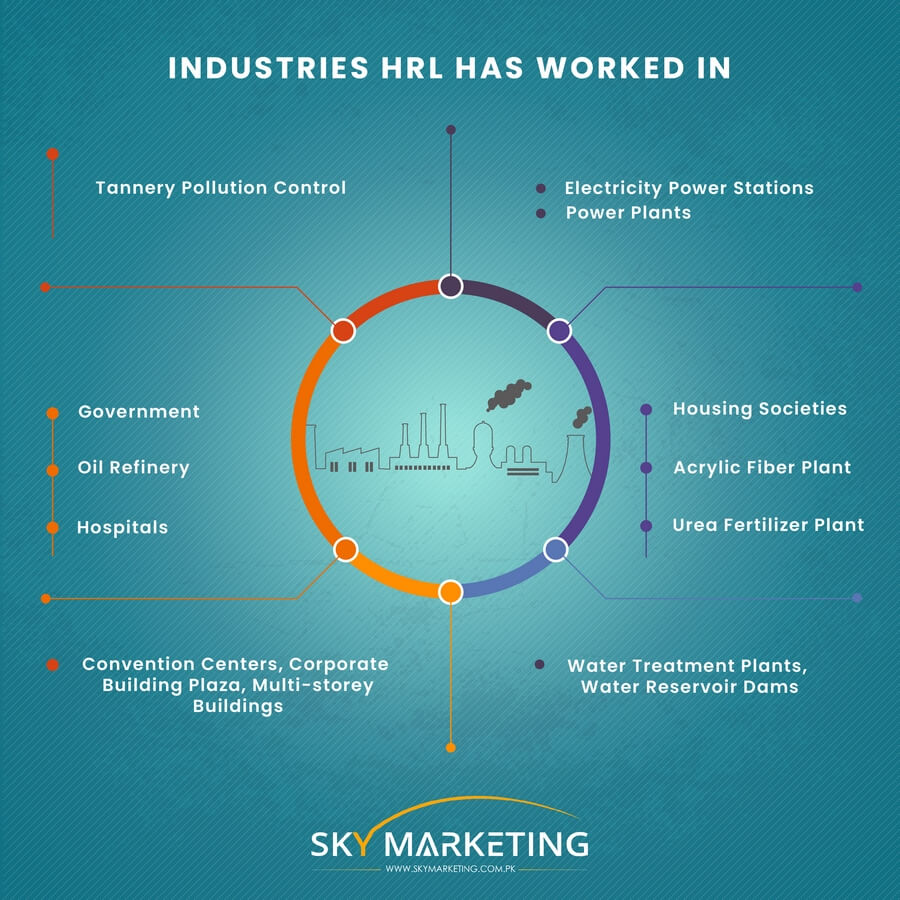 INDUSTRIES HRL HAS WORKED IN
Tannery Pollution Control
Electricity Power Stations
Power Plants
Government
Oil Refinery
Hospitals
Housing Societies
Acrylic Fiber Plant
Urea Fertilizer Plant
Convention Centers, Corporate
Building Plaza, Multi-storey
Buildings
Water Treatment Plants,
Water Reservoir Dams
SKY MARKETING
WWW.SKYMARKETING.COM.PK